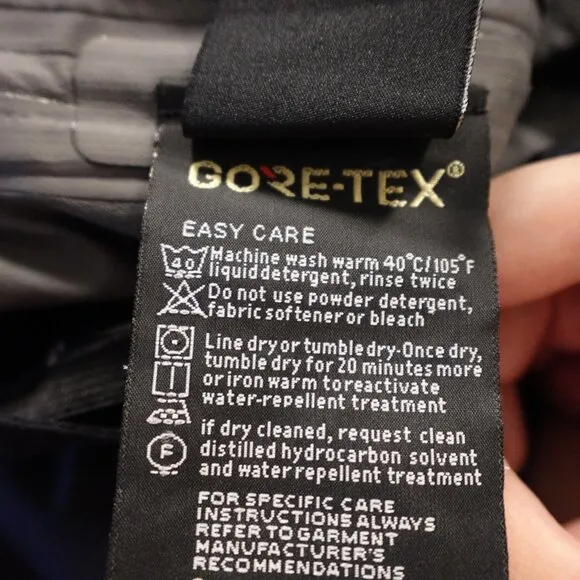 GORE-TEX®
EASY CARE
40 Machine wash warm 40°C/105°F
liquid detergent, rinse twice
Do not use powder detergent,
fabric softener or bleach
Line dry or tumble dry-Once dry,
tumble dry for 20 minutes more
or iron warm to reactivate
water-repellent treatment
if dry cleaned, request clean
F distilled hydrocarbon solvent
and water repellent treatment
FOR SPECIFIC CARE
INSTRUCTIONS ALWAYS
REFER TO GARMENT
MANUFACTURER'S
RECOMMENDATIONS